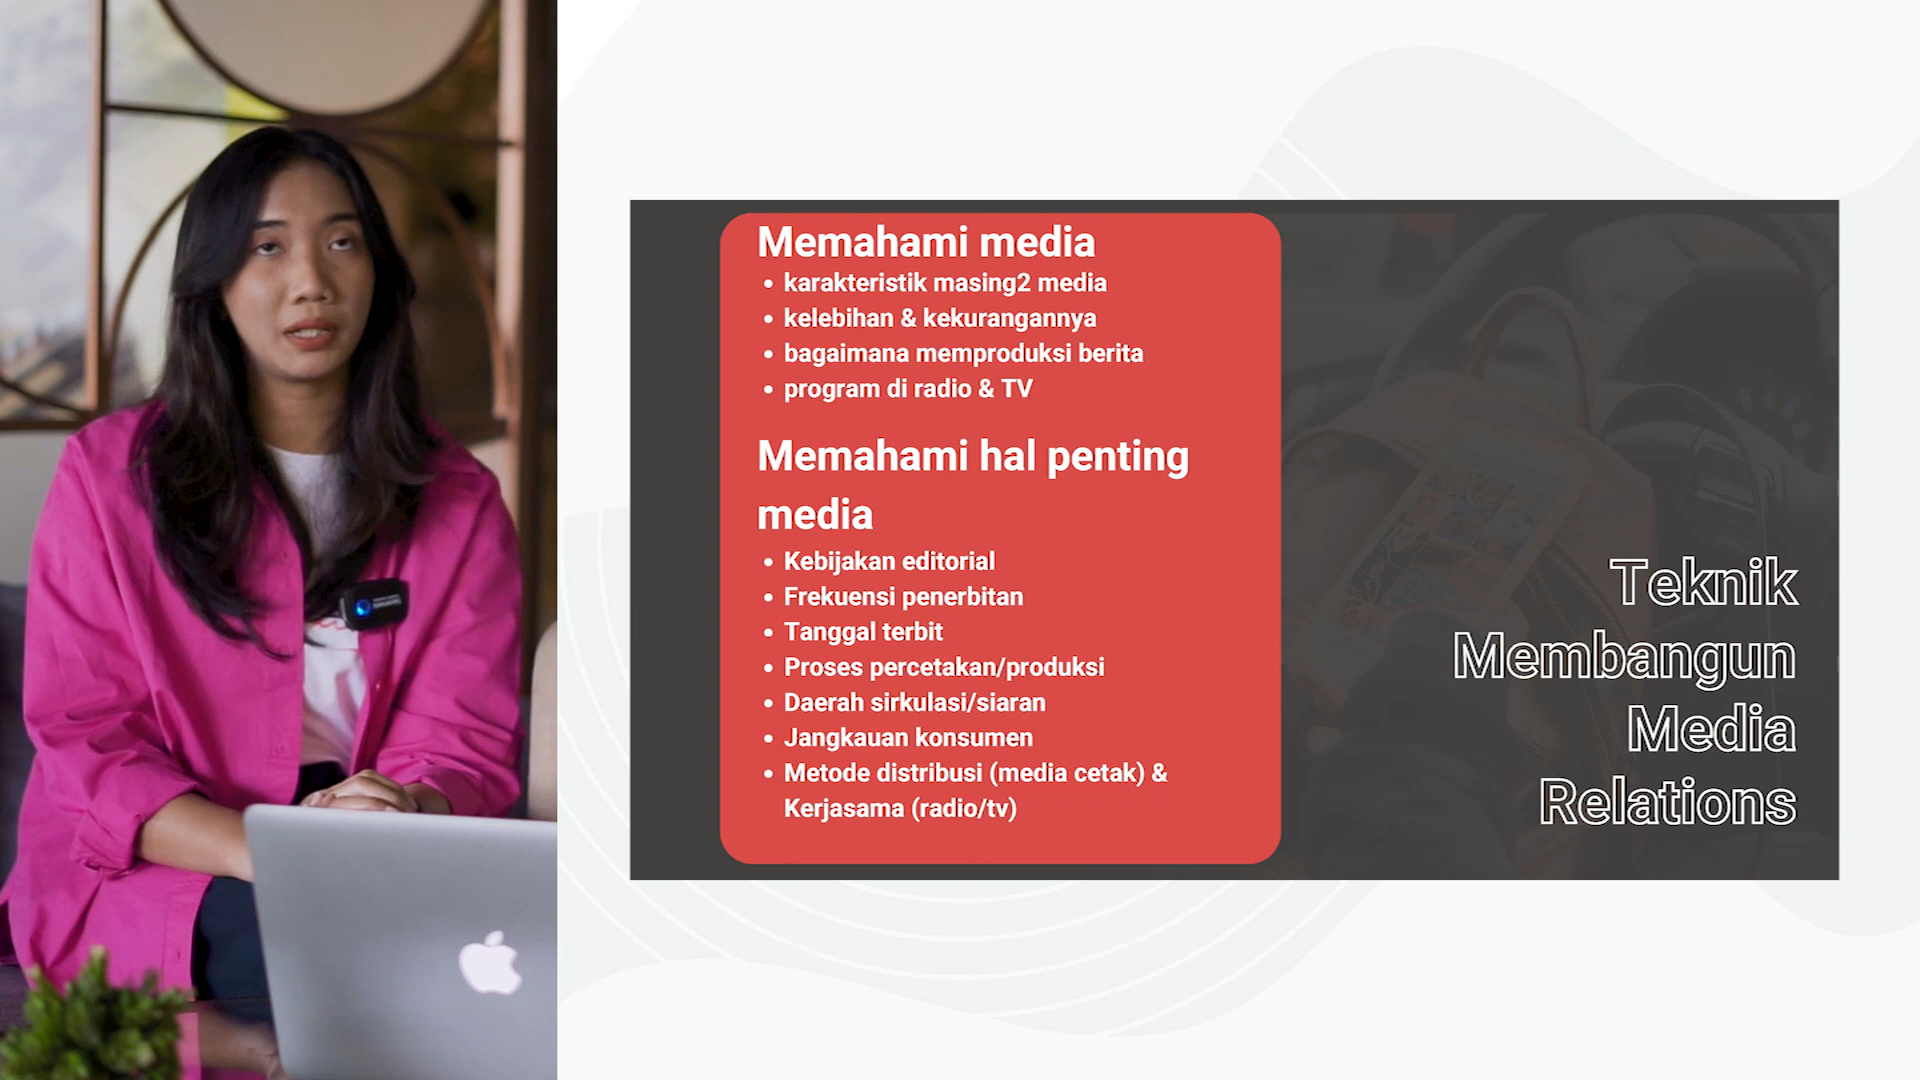 Memahami media
• karakteristik masing2 media
• kelebihan & kekurangannya
• bagaimana memproduksi berita
• program di radio & TV
Memahami hal penting
media
• Kebijakan editorial
• Frekuensi penerbitan
• Tanggal terbit
• Proses percetakan/produksi
• Daerah sirkulasi/siaran
• Jangkauan konsumen
• Metode distribusi (media cetak) &
Kerjasama (radio/tv)
Teknik
Membangun
Media
Relations